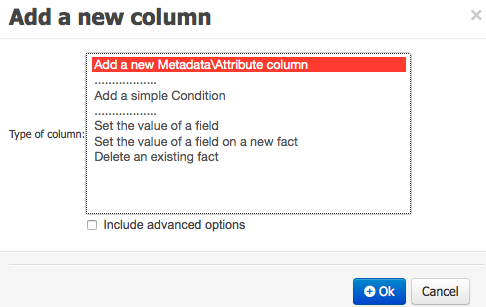 Add a new column
×
Add a new Metadata\Attribute column
..................
Add a simple Condition
..................
Type of column:
Set the value of a field
Set the value of a field on a new fact
Delete an existing fact
Include advanced options
Ok
Cancel